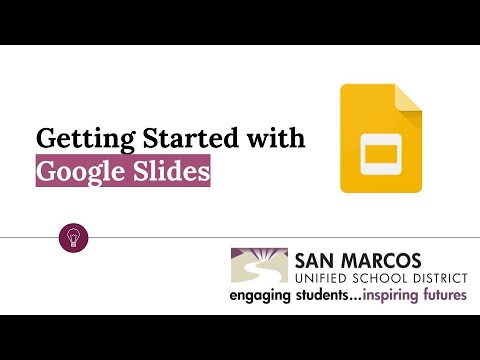 Getting Started with
Google Slides
SAN MARCOS
UNIFIED SCHOOL DISTRICT
engaging students...inspiring futures